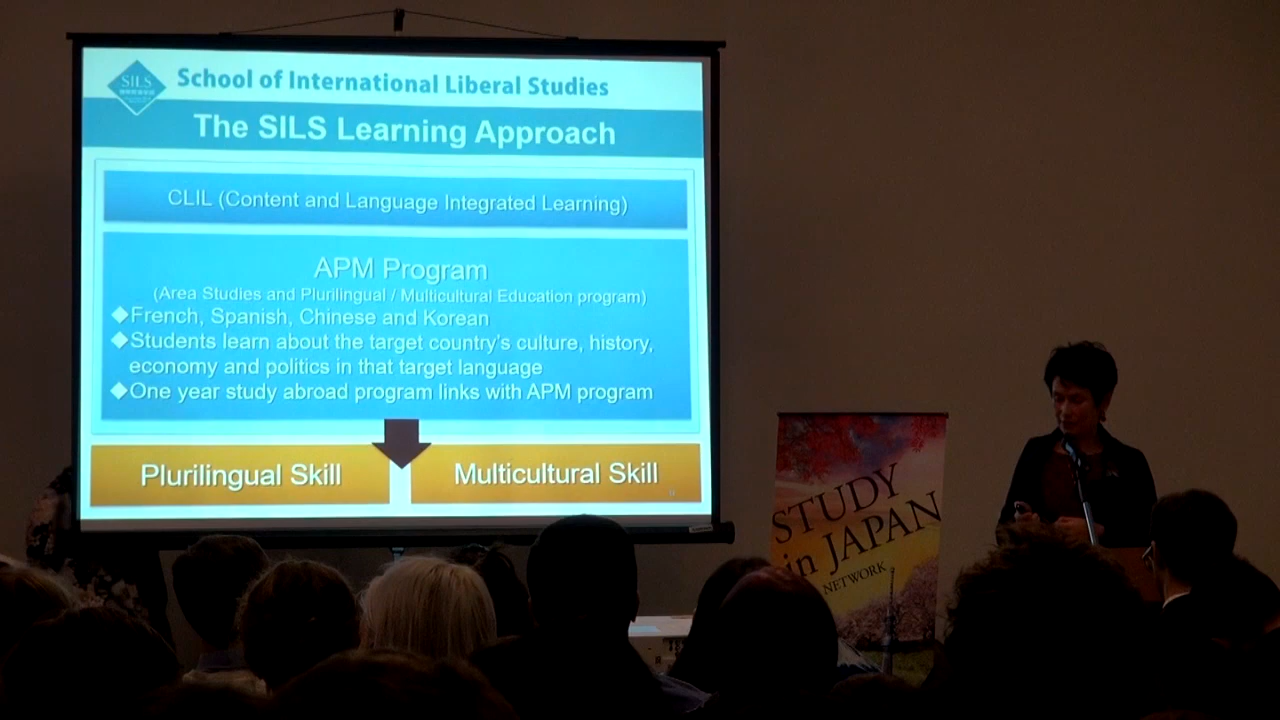 SILS
School of International Liberal Studies
The SILS Learning Approach
CLIL (Content and Language Integrated Learning)
APM Program
(Area Studies and Plurilingual / Multicultural Education program)
◆French, Spanish, Chinese and Korean
◆Students learn about the target country's culture, history,
economy and politics in that target language
◆One year study abroad program links with APM program
Plurilingual Skill
Multicultural Skill
STUDY
in JAPAN
NETWORK